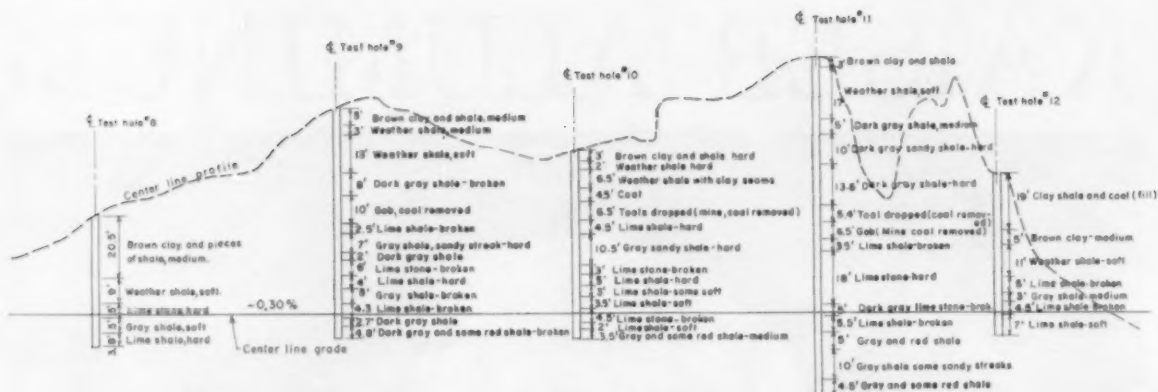 ℄ Test hole #8
20.5' Brown clay and pieces
of shale, medium.
9' Weather shale, soft.
5' Lime stone, hard
5' Gray shale, soft
Lime shale, hard
Center line profile
-0.30%
Center line grade
℄ Test hole #9
Brown clay and shale, medium
3' Weather shale, medium
13' Weather shale, soft
8' Dark gray shale-broken
10' Gob, coal removed
2.5' Lime shale-broken
7' Gray shale, sandy streak-hard
2' Dark gray shale
Lime stone-broken
4' Lime shale-hard
Gray shale-broken
4.3 Lime shale-broken
2.7' Dark gray shale
4.8' Dark gray and some red shale-broken
℄ Test hole #10
3' Brown clay and shale hard
2' Weather shale hard
6.5' Weather shale with clay seams
4.5' Coal
6.5' Tools dropped (mine, coal removed)
4.5' Lime shale-hard
10.5' Gray sandy shale-hard
3' Lime stone-broken
5' Lime shale-hard
3' Lime shale-some soft
3.5' Lime shale-soft
4.5' Lime stone-broken
2' Lime shale-soft
5.5' Gray and some red shale-medium
℄ Test hole #11
Brown clay and shale
17' Weather shale, soft
5' Dark gray shale, medium
10' Dark gray sandy shale-hard
13.6' Dark gray shale-hard
5.4' Tool dropped (coal remov-
ed)
6.5' Gob (Mine coal removed)
3.5' Lime shale-broken
18' Lime stone-hard
Dark gray lime stone-brok.
5.5' Lime shale-broken
5' Gray and red shale
10' Gray shale some sandy streaks
4.5' Gray and some red shale
℄ Test hole #12
19' Clay shale and coal (fill)
5' Brown clay-medium
11' Weather shale-soft
Lime shale-broken
3' Gray shale-medium
4.5' Lime shale broken
7' Lime shale-soft